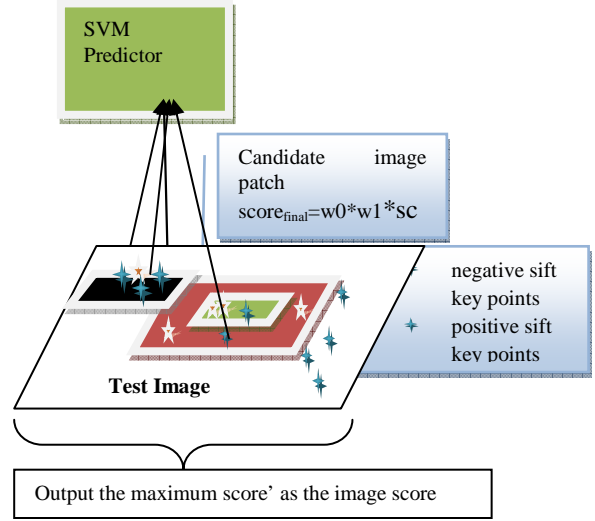 SVM
Predictor
Candidate image
patch
score_final=w0*w1*sc
negative sift
key points
positive sift
key points
Test Image
Output the maximum score' as the image score